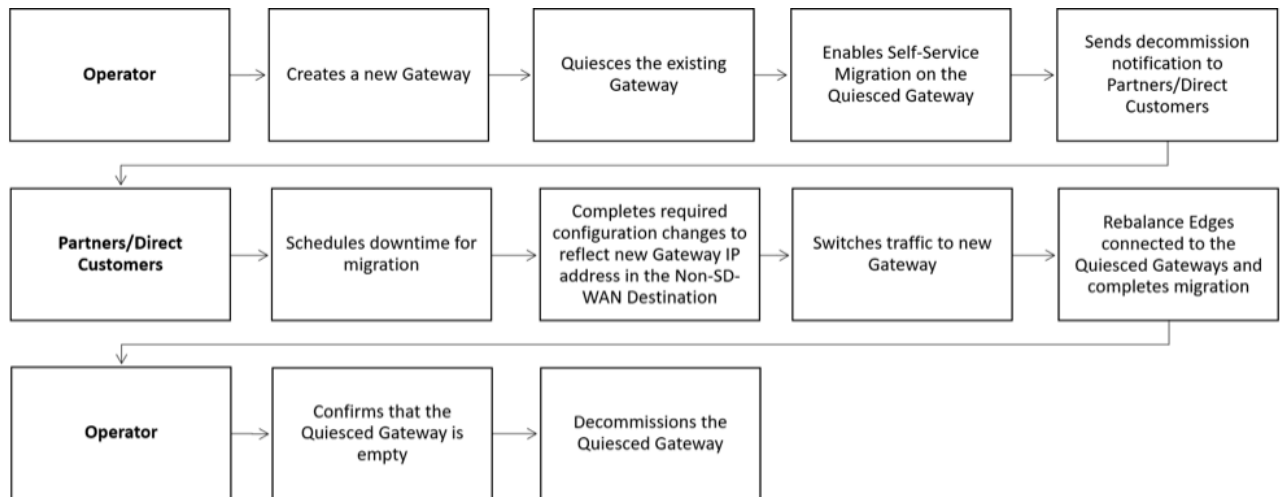 Operator
Creates a new Gateway
Quiesces the existing
Gateway
Enables Self-Service
Migration on the
Quiesced Gateway
Sends decommission
notification to
Partners/Direct
Customers
Partners/Direct
Customers
Schedules downtime for
migration
Completes required
configuration changes to
reflect new Gateway IP
address in the Non-SD-
WAN Destination
Switches traffic to new
Gateway
Rebalance Edges
connected to the
Quiesced Gateways and
completes migration
Operator
Confirms that the
Quiesced Gateway is
empty
Decommissions the
Quiesced Gateway